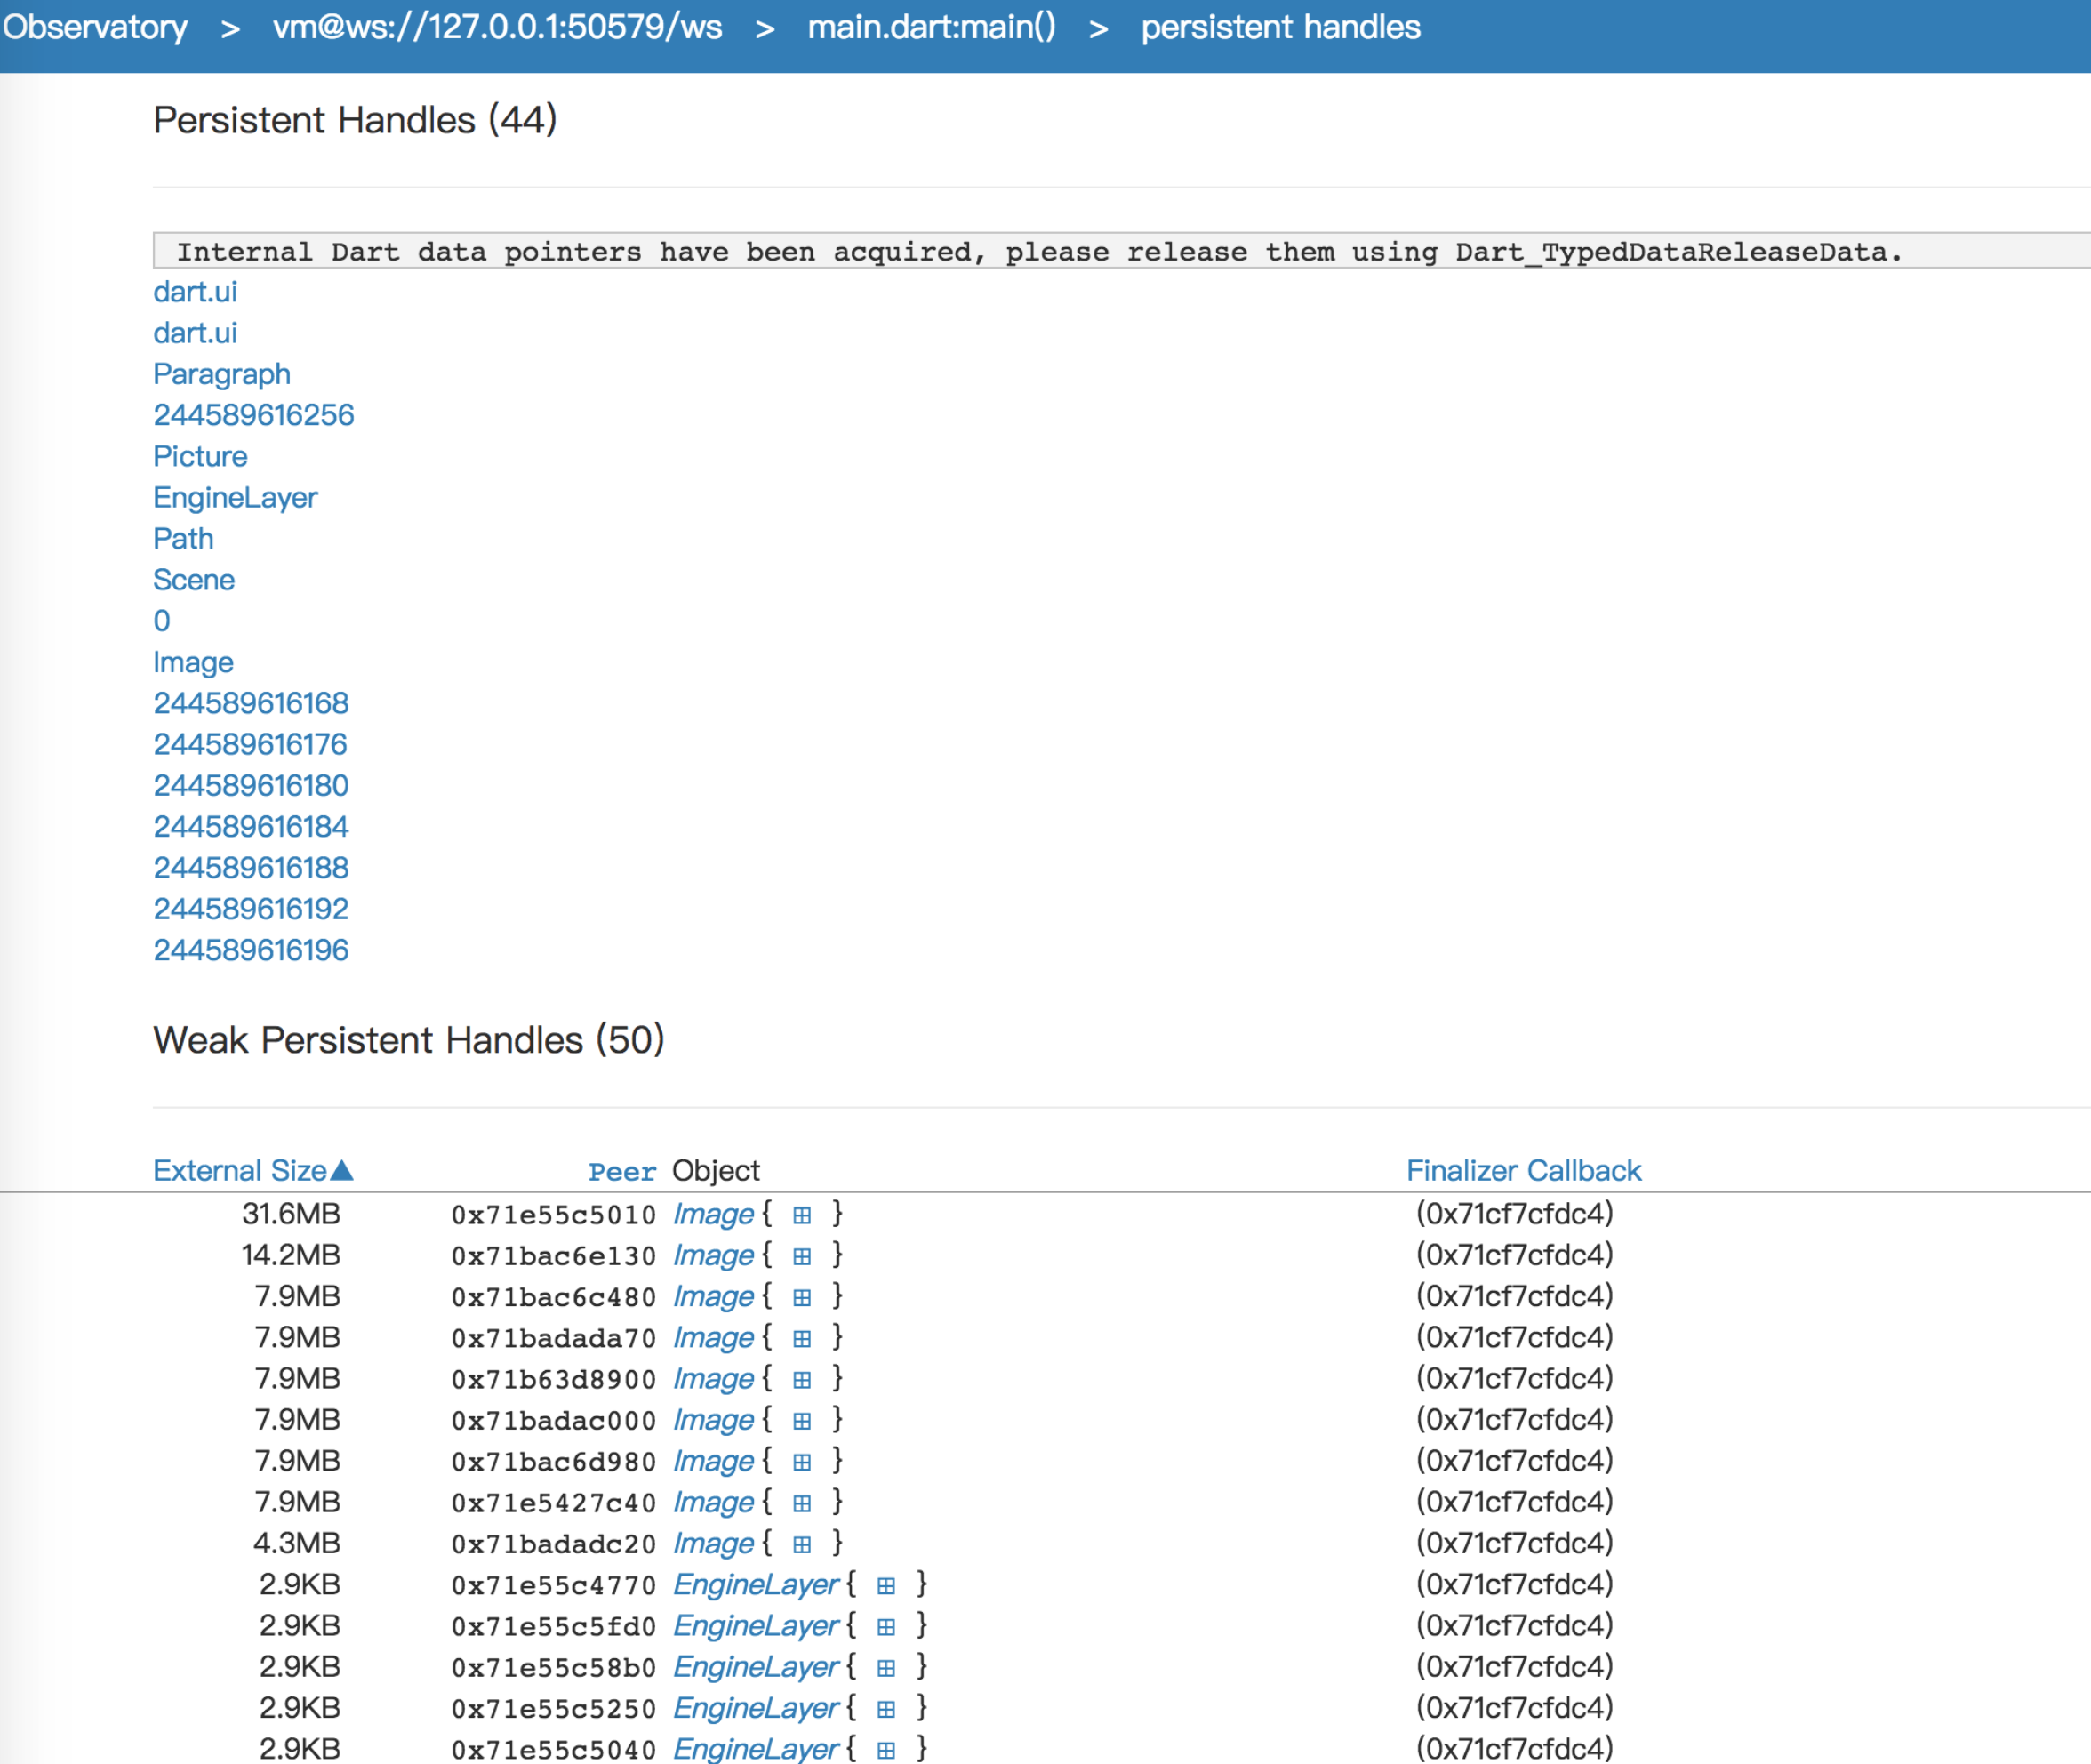 Observatory > vm@ws://127.0.0.1:50579/ws > main.dart:main() > persistent handles
Persistent Handles (44)
Internal Dart data pointers have been acquired, please release them using Dart_TypedDataReleaseData.
dart.ui
dart.ui
Paragraph
244589616256
Picture
EngineLayer
Path
Scene
0
Image
244589616168
244589616176
244589616180
244589616184
244589616188
244589616192
244589616196
Weak Persistent Handles (50)
External Size▲ Peer Object Finalizer Callback
31.6MB 0x71e55c5010 Image { ⊞ } (0x71cf7cfdc4)
14.2MB 0x71bac6e130 Image { ⊞ } (0x71cf7cfdc4)
7.9MB 0x71bac6c480 Image { ⊞ } (0x71cf7cfdc4)
7.9MB 0x71badada70 Image { ⊞ } (0x71cf7cfdc4)
7.9MB 0x71b63d8900 Image { ⊞ } (0x71cf7cfdc4)
7.9MB 0x71badac000 Image { ⊞ } (0x71cf7cfdc4)
7.9MB 0x71bac6d980 Image { ⊞ } (0x71cf7cfdc4)
7.9MB 0x71e5427c40 Image { ⊞ } (0x71cf7cfdc4)
4.3MB 0x71badadc20 Image { ⊞ } (0x71cf7cfdc4)
2.9KB 0x71e55c4770 EngineLayer { ⊞ } (0x71cf7cfdc4)
2.9KB 0x71e55c5fd0 EngineLayer { ⊞ } (0x71cf7cfdc4)
2.9KB 0x71e55c58b0 EngineLayer { ⊞ } (0x71cf7cfdc4)
2.9KB 0x71e55c5250 EngineLayer { ⊞ } (0x71cf7cfdc4)
2.9KB 0x71e55c5040 EngineLayer { ⊞ } (0x71cf7cfdc4)